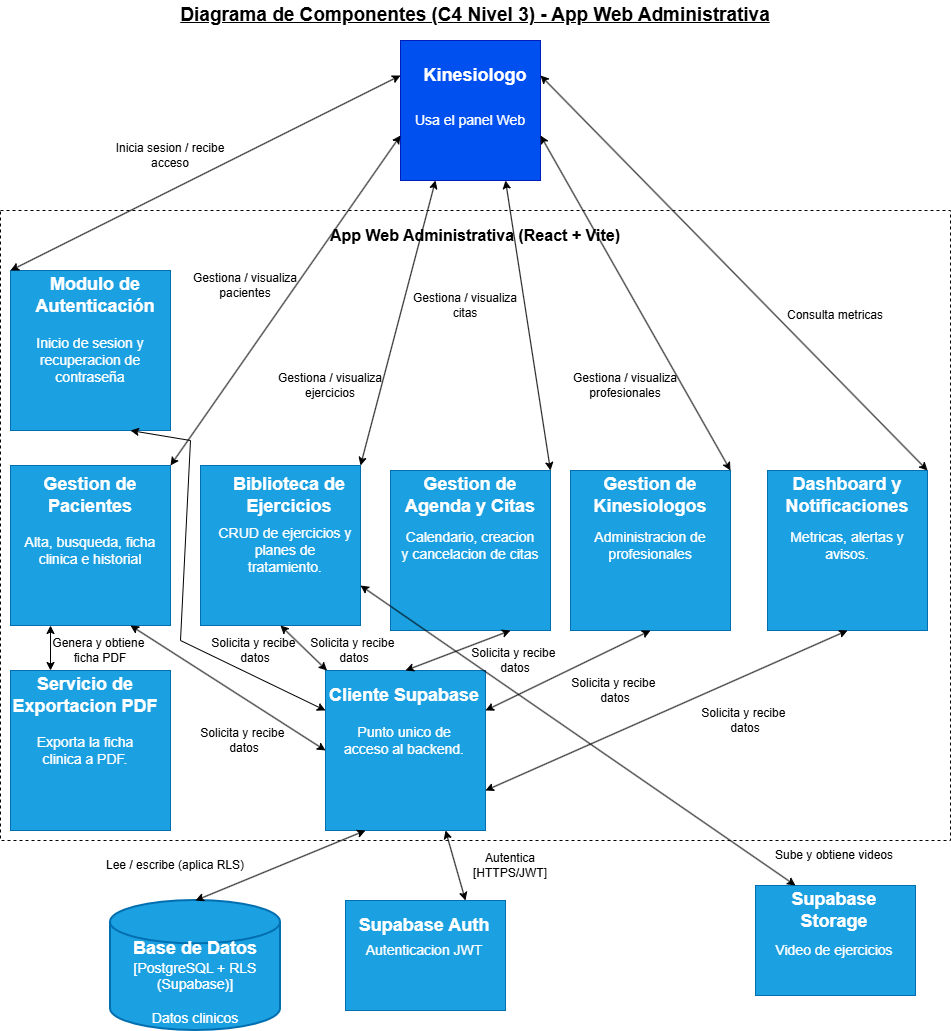 Diagrama de Componentes (C4 Nivel 3) - App Web Administrativa
Kinesiologo
Usa el panel Web
Inicia sesion / recibe
acceso
App Web Administrativa (React + Vite)
Modulo de
Autenticación
Inicio de sesion y
recuperacion de
contraseña
Gestiona / visualiza
pacientes
Gestiona / visualiza
citas
Consulta metricas
Gestiona / visualiza
ejercicios
Gestiona / visualiza
profesionales
Gestion de
Pacientes
Alta, busqueda, ficha
clinica e historial
Biblioteca de
Ejercicios
CRUD de ejercicios y
planes de
tratamiento.
Gestion de
Agenda y Citas
Calendario, creacion
y cancelacion de citas
Gestion de
Kinesiologos
Administracion de
profesionales
Dashboard y
Notificaciones
Metricas, alertas y
avisos.
Genera y obtiene
ficha PDF
Solicita y recibe
datos
Solicita y recibe
datos
Solicita y recibe
datos
Solicita y recibe
datos
Solicita y recibe
datos
Solicita y recibe
datos
Servicio de
Exportacion PDF
Exporta la ficha
clinica a PDF.
Cliente Supabase
Punto unico de
acceso al backend.
Lee / escribe (aplica RLS)
Autentica
[HTTPS/JWT]
Sube y obtiene videos
Base de Datos
[PostgreSQL + RLS
(Supabase)]
Datos clinicos
Supabase Auth
Autenticacion JWT
Supabase
Storage
Video de ejercicios